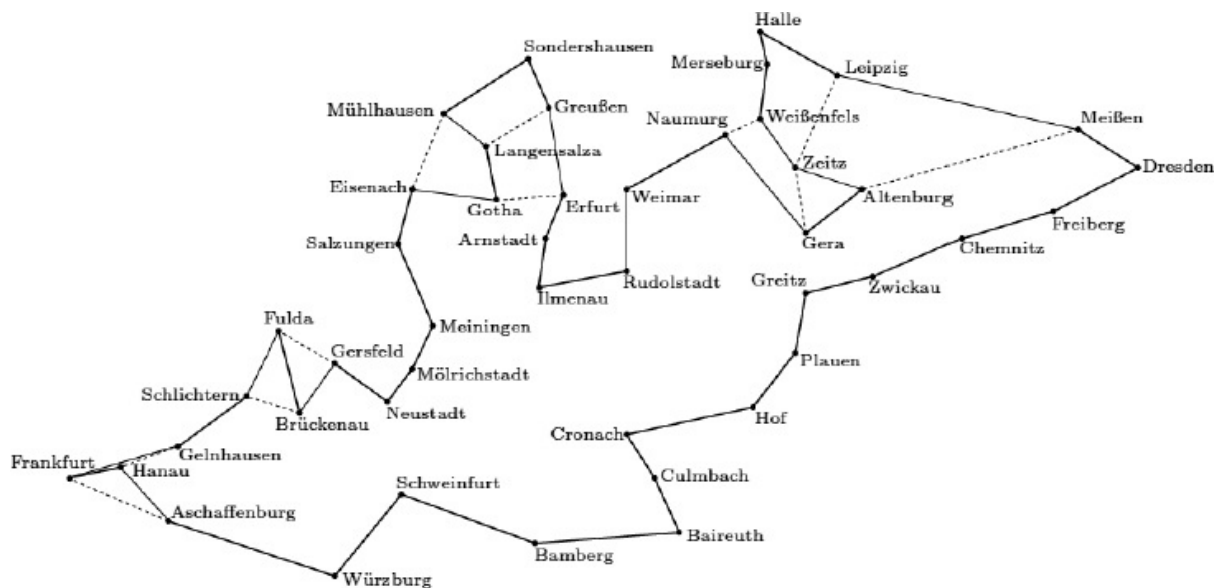 Halle
Sondershausen
Merseburg
Leipzig
Mühlhausen
Greußen
Naumurg
Weißenfels
Meißen
Langensalza
Zeitz
Dresden
Eisenach
Gotha
Erfurt
Weimar
Altenburg
Freiberg
Salzungen
Arnstadt
Gera
Chemnitz
Ilmenau
Rudolstadt
Greitz
Zwickau
Fulda
Meiningen
Gersfeld
Plauen
Mölrichstadt
Schlichtern
Brückenau
Neustadt
Hof
Cronach
Gelnhausen
Frankfurt
Hanau
Culmbach
Schweinfurt
Aschaffenburg
Baireuth
Bamberg
Würzburg